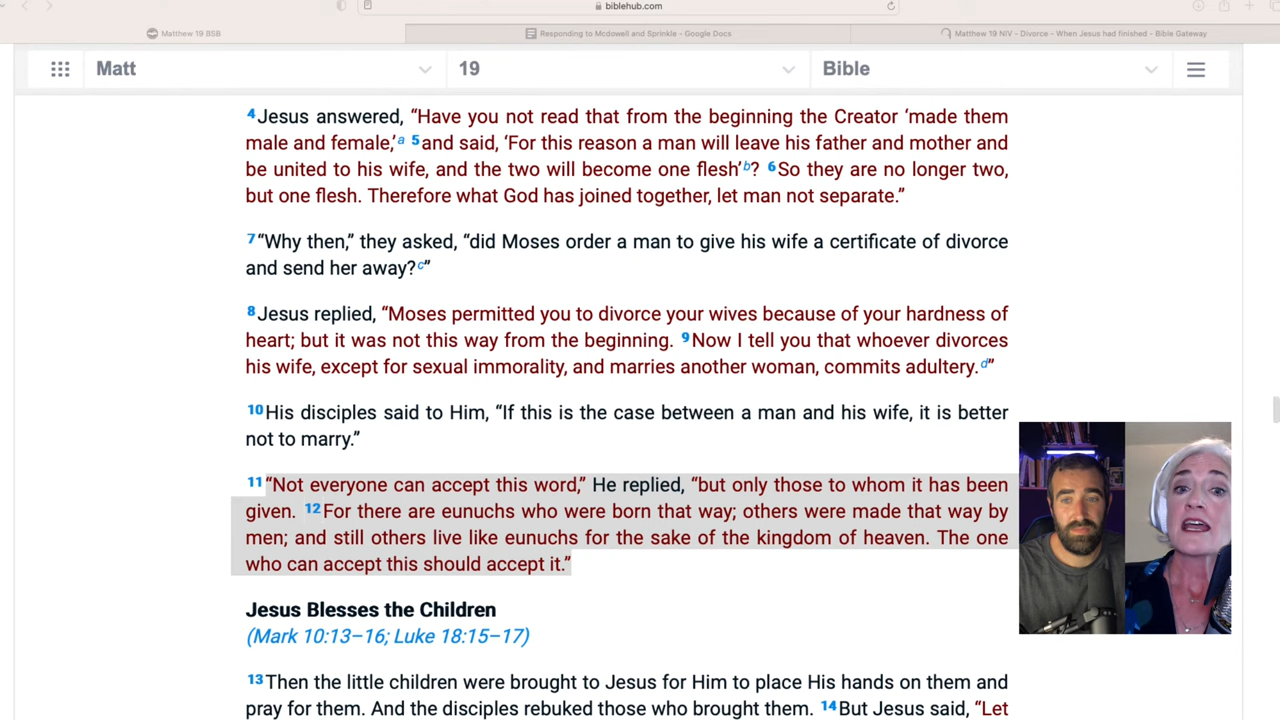 biblehub.com
Matthew 19 BSB
Responding to Mcdowell and Sprinkle - Google Docs
Matthew 19 NIV - Divorce - When Jesus had finished - Bible Gateway
Matt 19 Bible
4Jesus answered, “Have you not read that from the beginning the Creator ‘made them
male and female,’a 5and said, ‘For this reason a man will leave his father and mother and
be united to his wife, and the two will become one flesh’b? 6So they are no longer two,
but one flesh. Therefore what God has joined together, let man not separate.”
7“Why then,” they asked, “did Moses order a man to give his wife a certificate of divorce
and send her away?c”
8Jesus replied, “Moses permitted you to divorce your wives because of your hardness of
heart; but it was not this way from the beginning. 9Now I tell you that whoever divorces
his wife, except for sexual immorality, and marries another woman, commits adultery.d”
10His disciples said to Him, “If this is the case between a man and his wife, it is better
not to marry.”
11“Not everyone can accept this word,” He replied, “but only those to whom it has been
given. 12For there are eunuchs who were born that way; others were made that way by
men; and still others live like eunuchs for the sake of the kingdom of heaven. The one
who can accept this should accept it.”
Jesus Blesses the Children
(Mark 10:13–16; Luke 18:15–17)
13Then the little children were brought to Jesus for Him to place His hands on them and
pray for them. And the disciples rebuked those who brought them. 14But Jesus said, “Let